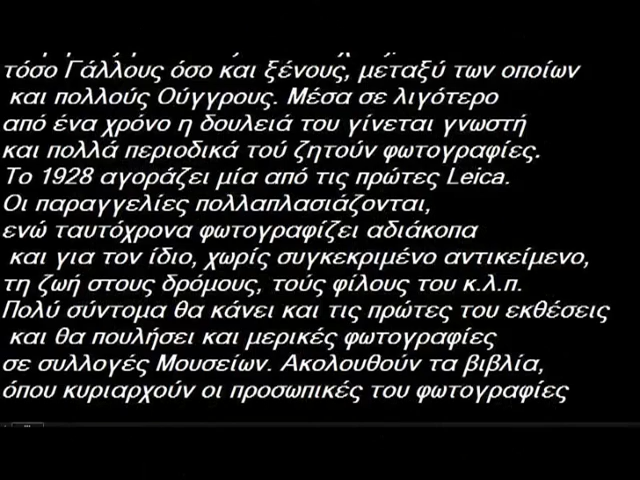 τόσο Γάλλους όσο και ξένους, μεταξύ των οποίων
και πολλούς Ούγγρους. Μέσα σε λιγότερο
από ένα χρόνο η δουλειά του γίνεται γνωστή
και πολλά περιοδικά τού ζητούν φωτογραφίες.
Το 1928 αγοράζει μία από τις πρώτες Leica.
Οι παραγγελίες πολλαπλασιάζονται,
ενώ ταυτόχρονα φωτογραφίζει αδιάκοπα
και για τον ίδιο, χωρίς συγκεκριμένο αντικείμενο,
τη ζωή στους δρόμους, τούς φίλους του κ.λ.π.
Πολύ σύντομα θα κάνει και τις πρώτες του εκθέσεις
και θα πουλήσει και μερικές φωτογραφίες
σε συλλογές Μουσείων. Ακολουθούν τα βιβλία,
όπου κυριαρχούν οι προσωπικές του φωτογραφίες